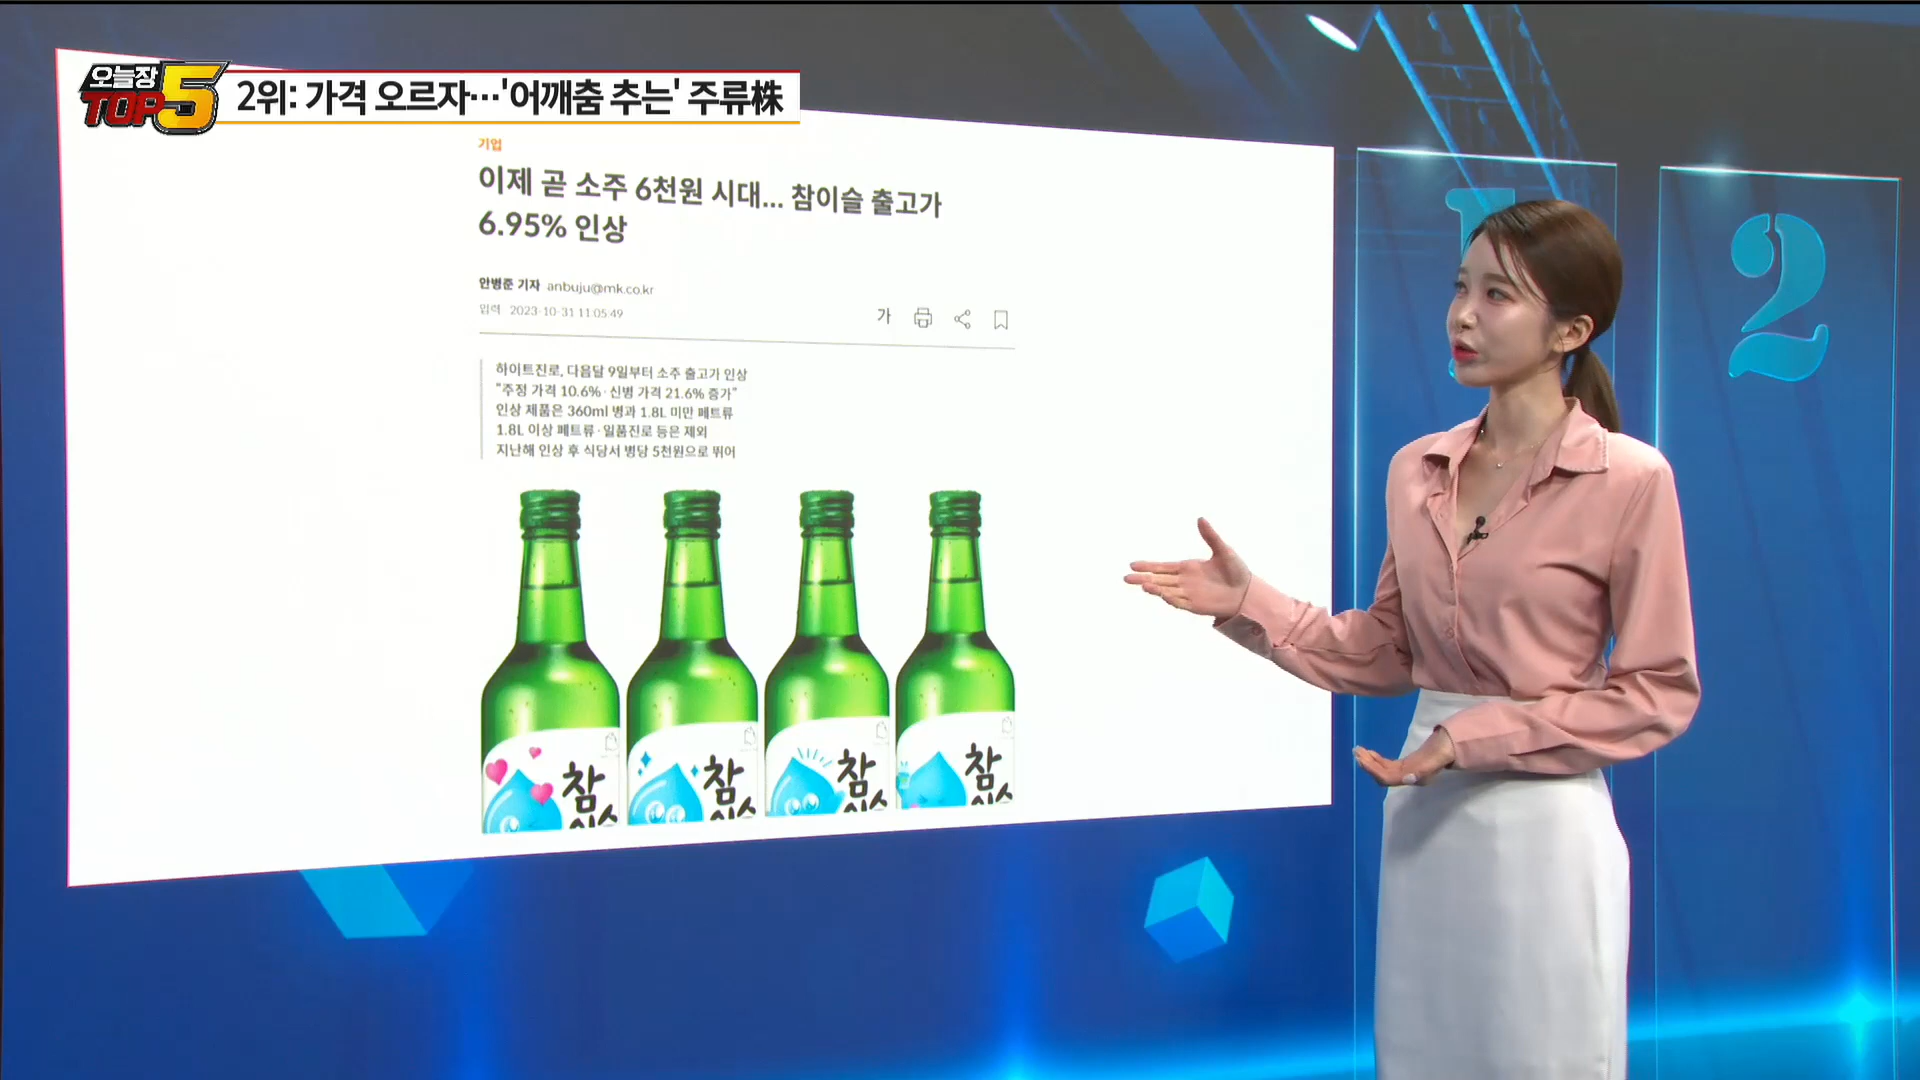 오늘장
TOP5
2위: 가격 오르자…'어깨춤 추는' 주류株
기업
이제 곧 소주 6천원 시대... 참이슬 출고가
6.95% 인상
안병준 기자 anbuju@mk.co.kr
입력 2023-10-31 11:05:49
가
하이트진로, 다음달 9일부터 소주 출고가 인상
"주정 가격 10.6%·신병 가격 21.6% 증가"
인상 제품은 360ml 병과 1.8L 미만 페트류
1.8L 이상 페트류·일품진로 등은 제외
지난해 인상 후 식당서 병당 5천원으로 뛰어
참 참 참 참
1 2